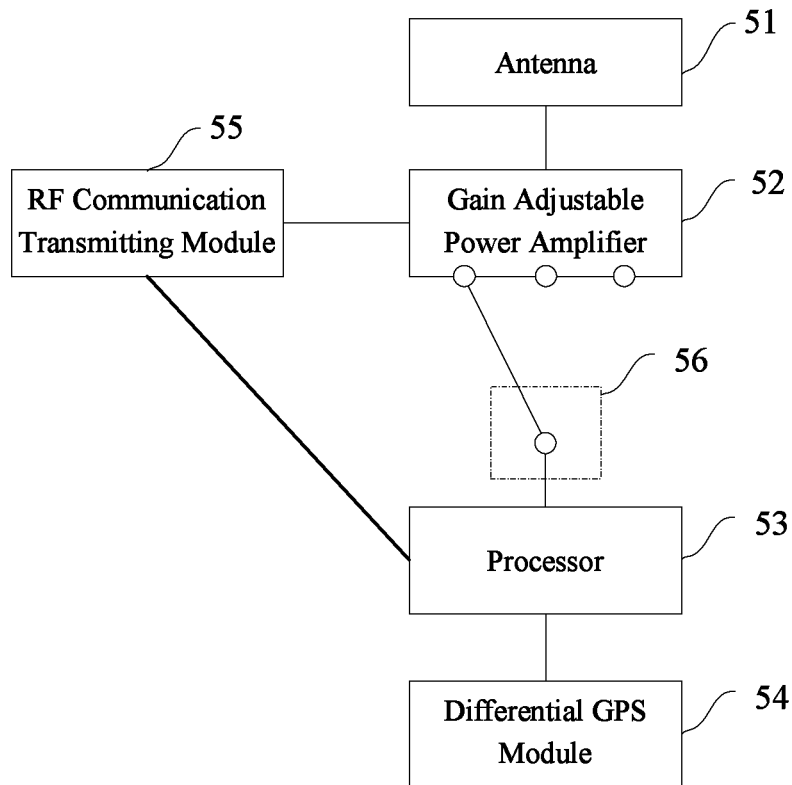 51
Antenna
55
52
RF Communication
Transmitting Module
Gain Adjustable
Power Amplifier
56
53
Processor
54
Differential GPS
Module